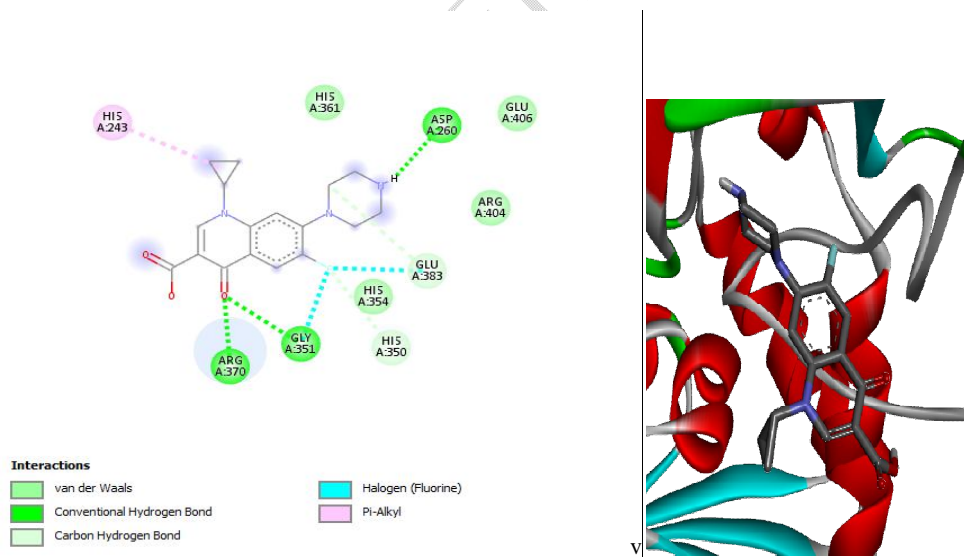 HIS
A:361
GLU
A:406
HIS
A:243
ASP
A:260
H
N
N
N
ARG
A:404
O
O
O
GLU
A:383
HIS
A:354
GLY
A:351
HIS
A:350
ARG
A:370
Interactions
van der Waals
Conventional Hydrogen Bond
Carbon Hydrogen Bond
Halogen (Fluorine)
Pi-Alkyl
V